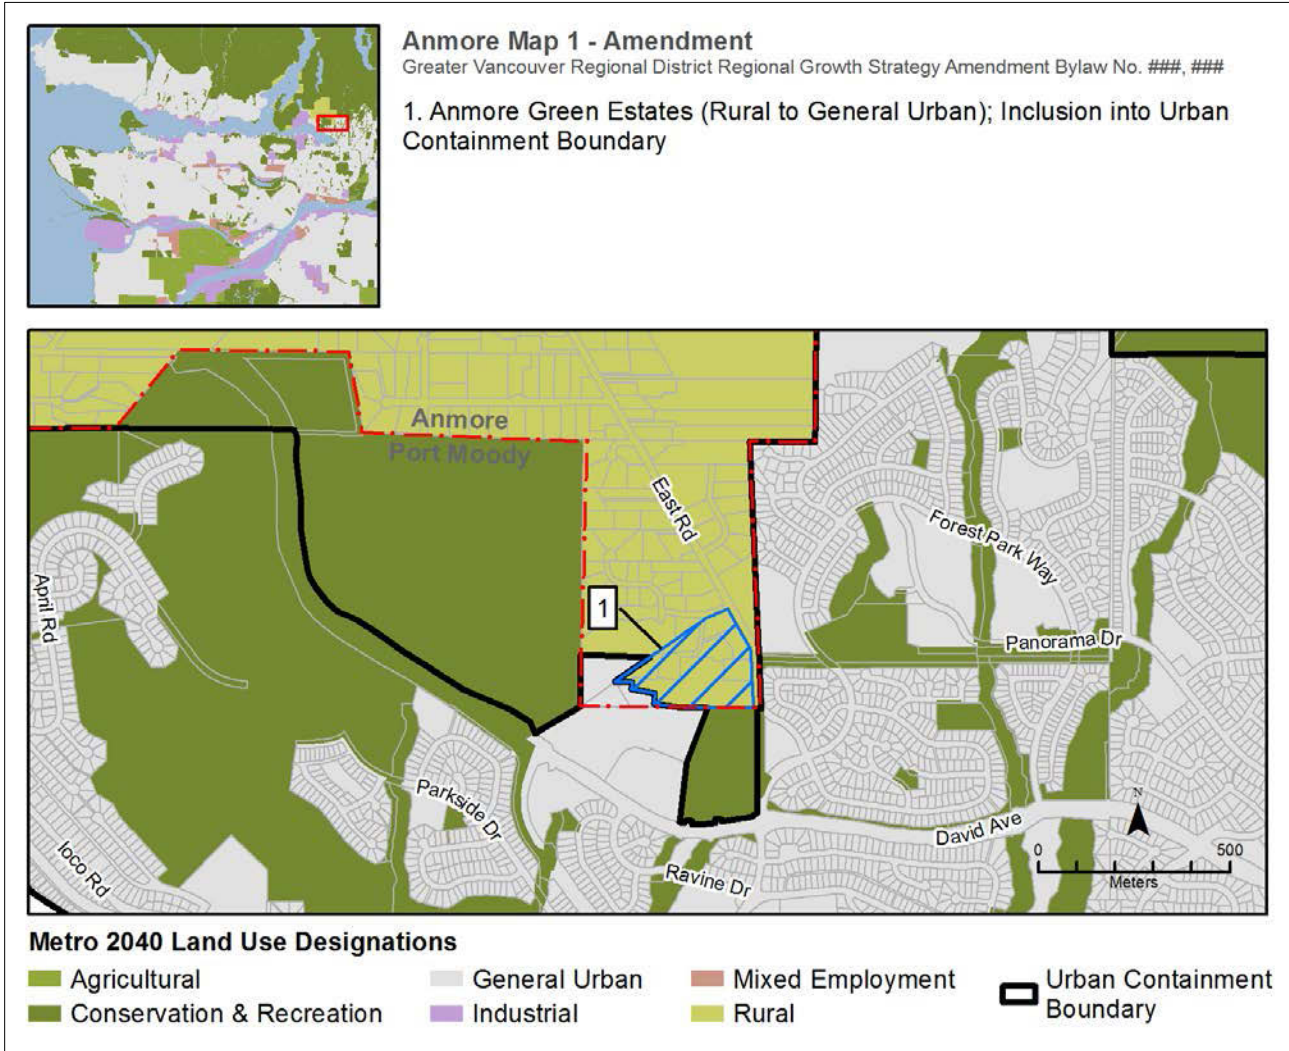 Anmore Map 1 - Amendment
Greater Vancouver Regional District Regional Growth Strategy Amendment Bylaw No. ###, ###
1. Anmore Green Estates (Rural to General Urban); Inclusion into Urban
Containment Boundary
Anmore
Port Moody
East Rd
Forest Park Way
April Rd
1
Panorama Dr
Parkside Dr
Ioco Rd
Ravine Dr
David Ave
N
0 500
Meters
Metro 2040 Land Use Designations
Agricultural
Conservation & Recreation
General Urban
Industrial
Mixed Employment
Rural
Urban Containment
Boundary